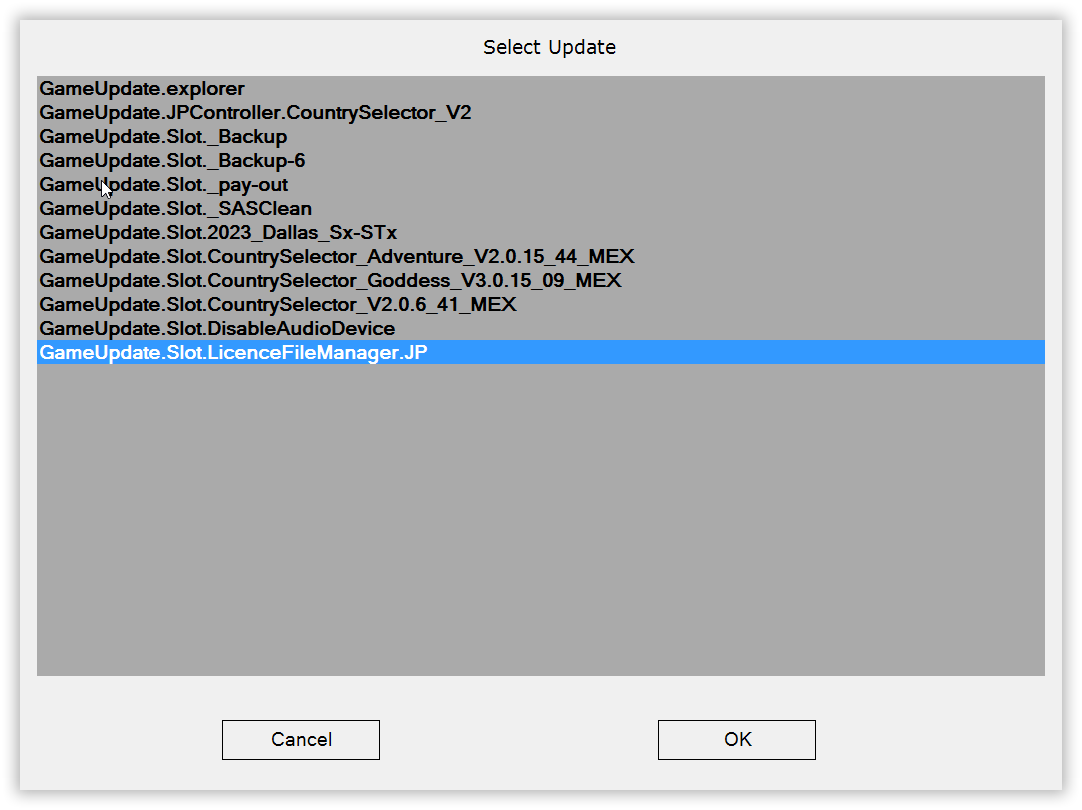 Select Update
GameUpdate.explorer
GameUpdate.JPController.CountrySelector_V2
GameUpdate.Slot._Backup
GameUpdate.Slot._Backup-6
GameUpdate.Slot._pay-out
GameUpdate.Slot._SASClean
GameUpdate.Slot.2023_Dallas_Sx-STx
GameUpdate.Slot.CountrySelector_Adventure_V2.0.15_44_MEX
GameUpdate.Slot.CountrySelector_Goddess_V3.0.15_09_MEX
GameUpdate.Slot.CountrySelector_V2.0.6_41_MEX
GameUpdate.Slot.DisableAudioDevice
GameUpdate.Slot.LicenceFileManager.JP
Cancel
OK